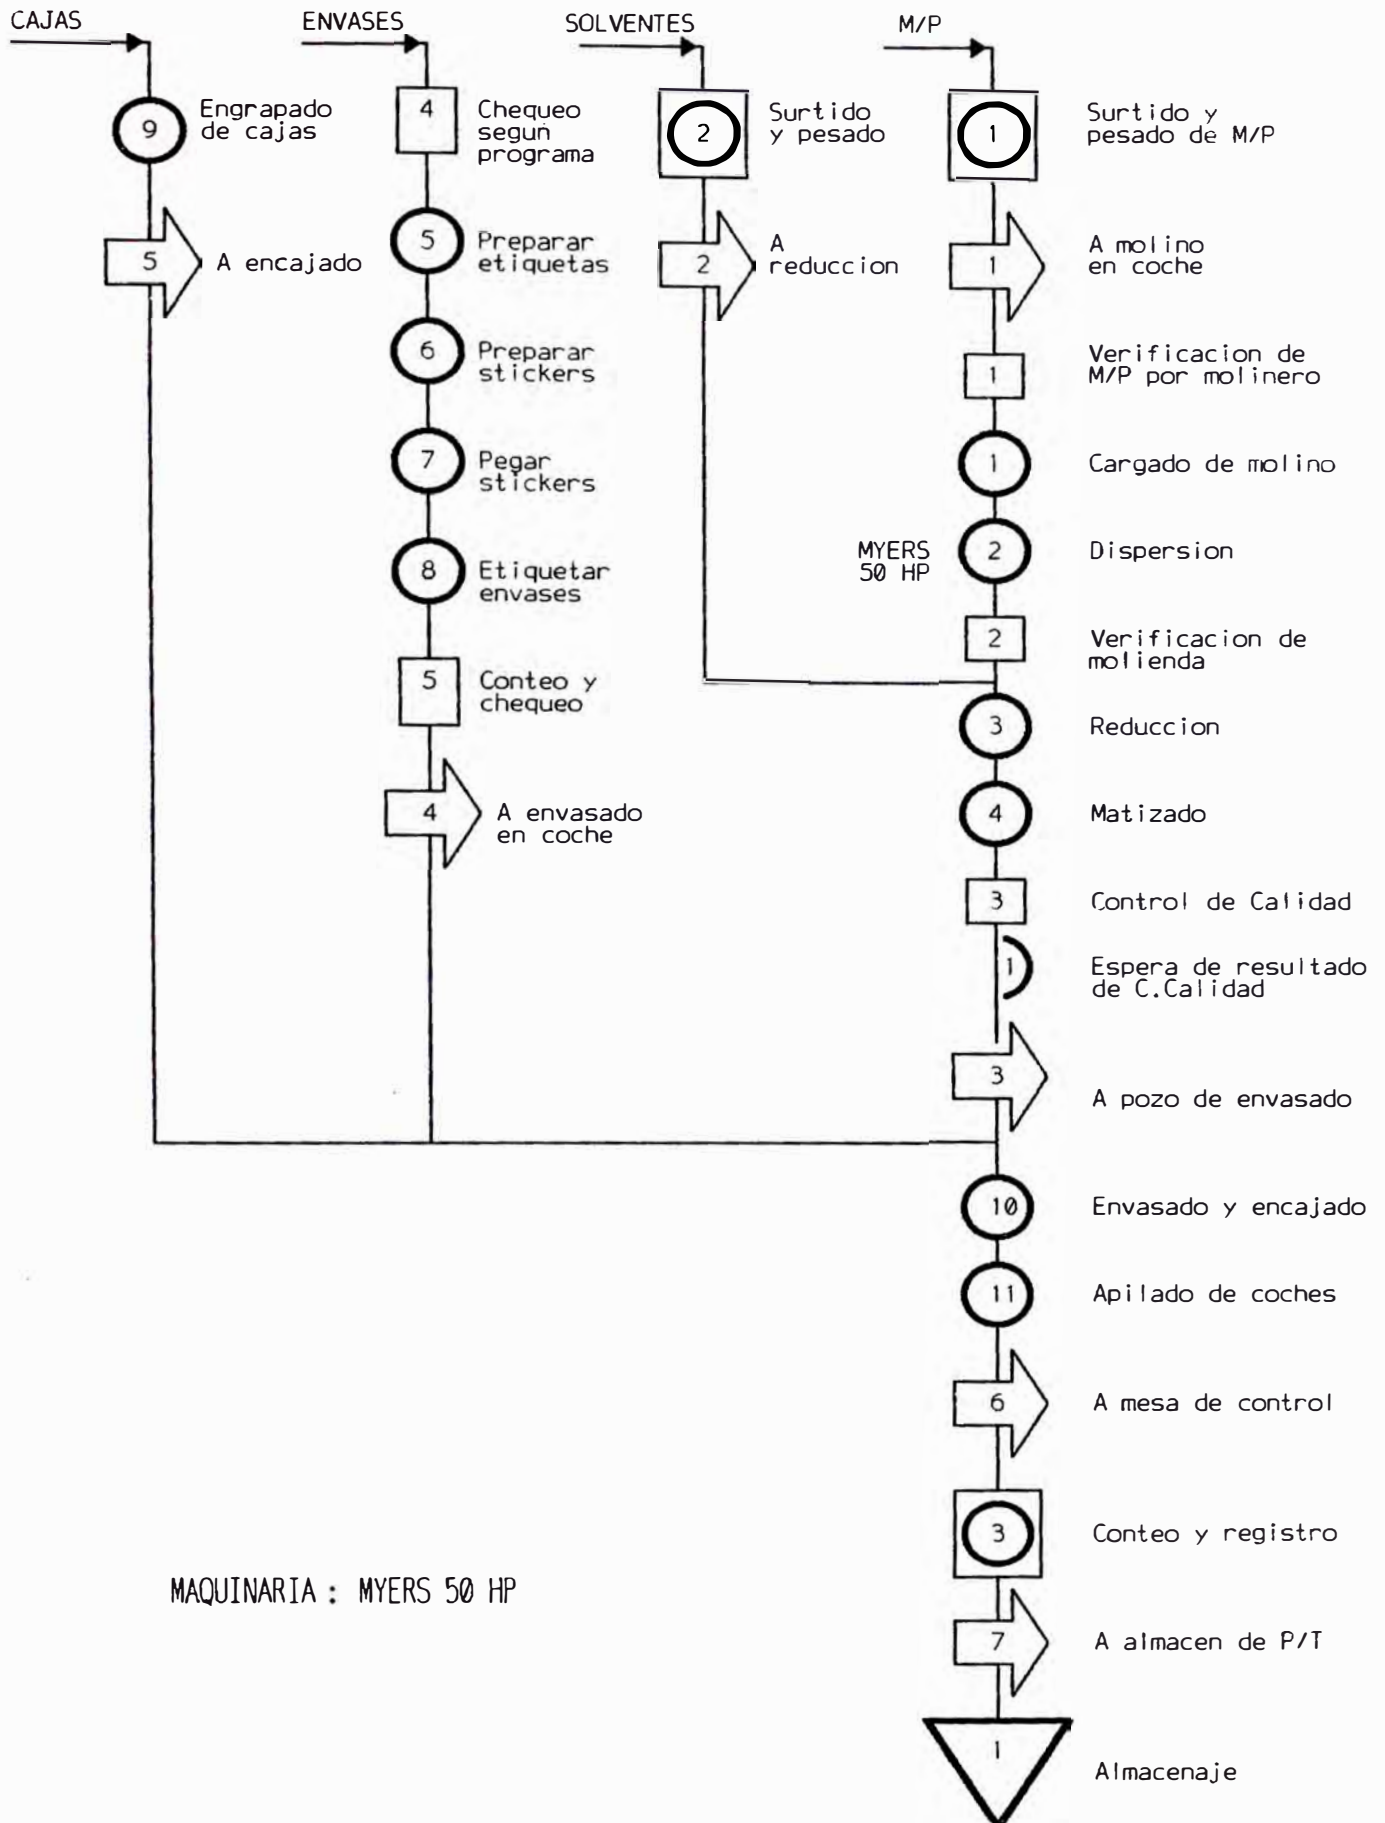 CAJAS
9
Engrapado
de cajas
5
A encajado
ENVASES
4
Chequeo
segun
programa
5
Preparar
etiquetas
6
Preparar
stickers
7
Pegar
stickers
8
Etiquetar
envases
5
Conteo y
chequeo
4
A envasado
en coche
SOLVENTES
2
Surtido
y pesado
2
A
reduccion
M/P
1
Surtido y
pesado de M/P
1
A molino
en coche
1
Verificacion de
M/P por molinero
1
Cargado de molino
MYERS
50 HP
2
Dispersion
2
Verificacion de
molienda
3
Reduccion
4
Matizado
3
Control de Calidad
1
Espera de resultado
de C.Calidad
3
A pozo de envasado
10
Envasado y encajado
11
Apilado de coches
6
A mesa de control
3
Conteo y registro
7
A almacen de P/T
1
Almacenaje
MAQUINARIA : MYERS 50 HP